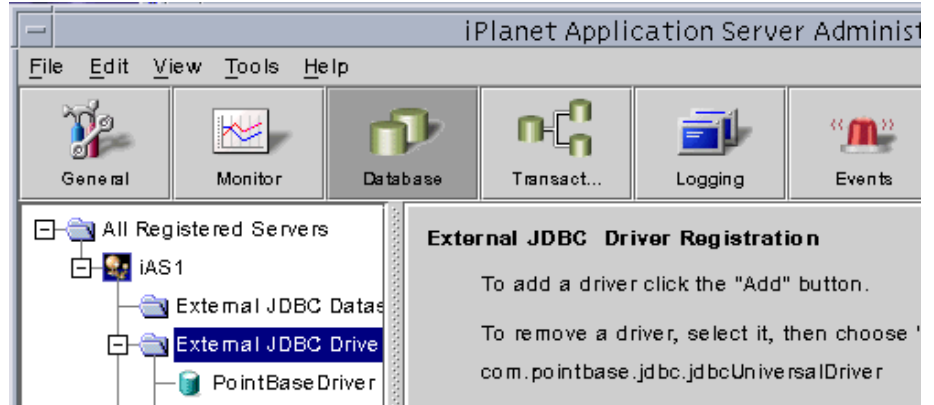 iPlanet Application Server Administ
File Edit View Tools Help
General Monitor Database Transact... Logging Events
All Registered Servers
iAS1
External JDBC Datas
External JDBC Drive
PointBaseDriver
External JDBC Driver Registration
To add a driver click the "Add" button.
To remove a driver, select it, then choose '
com.pointbase.jdbc.jdbcUniversalDriver